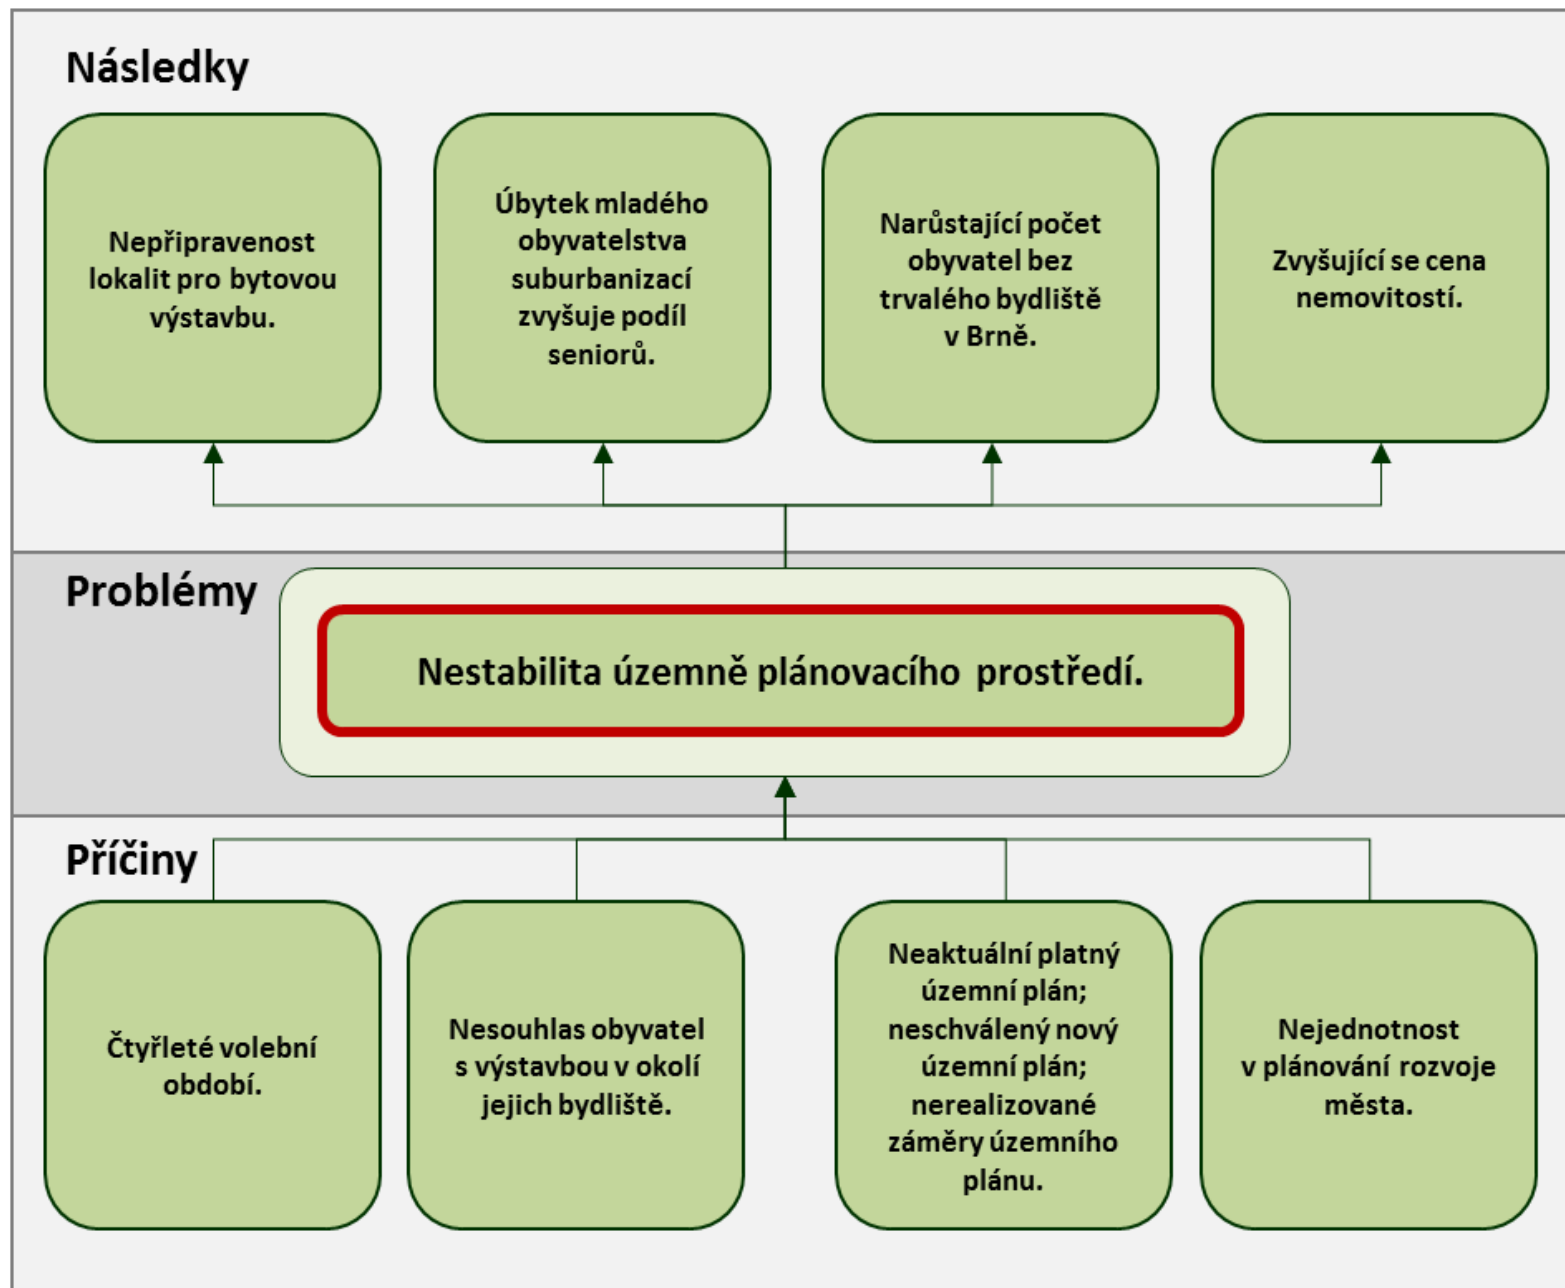 Následky
Nepřipravenost
lokalit pro bytovou
výstavbu.
Úbytek mladého
obyvatelstva
suburbanizací
zvyšuje podíl
seniorů.
Narůstající počet
obyvatel bez
trvalého bydliště
v Brně.
Zvyšující se cena
nemovitostí.
Problémy
Nestabilita územně plánovacího prostředí.
Příčiny
Čtyřleté volební
období.
Nesouhlas obyvatel
s výstavbou v okolí
jejich bydliště.
Neaktuální platný
územní plán;
neschválený nový
územní plán;
nerealizované
záměry územního
plánu.
Nejednotnost
v plánování rozvoje
města.